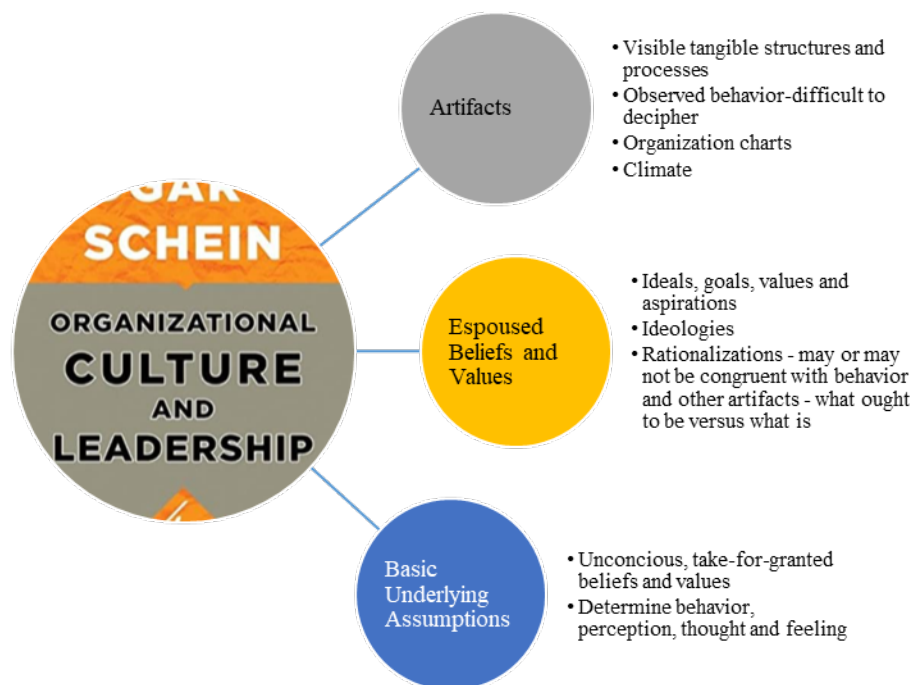 SCHEIN
ORGANIZATIONAL
CULTURE
AND
LEADERSHIP
Artifacts
• Visible tangible structures and
processes
• Observed behavior-difficult to
decipher
• Organization charts
• Climate
Espoused
Beliefs and
Values
• Ideals, goals, values and
aspirations
• Ideologies
• Rationalizations - may or may
not be congruent with behavior
and other artifacts - what ought
to be versus what is
Basic
Underlying
Assumptions
• Unconcious, take-for-granted
beliefs and values
• Determine behavior,
perception, thought and feeling